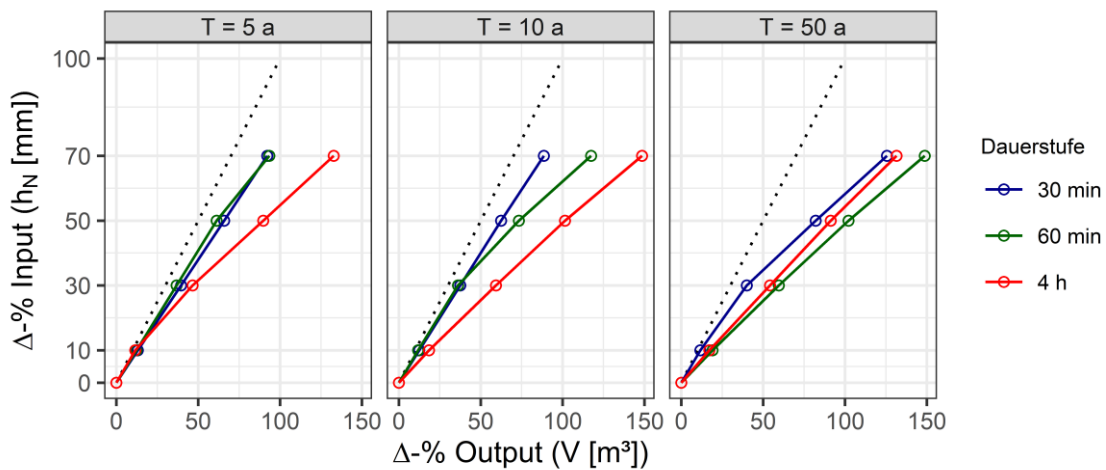 T = 5 a
T = 10 a
T = 50 a
Δ-% Input (hN [mm])
100
70
50
30
10
0
0 50 100 150
0 50 100 150
0 50 100 150
Δ-% Output (V [m³])
Dauerstufe
30 min
60 min
4 h